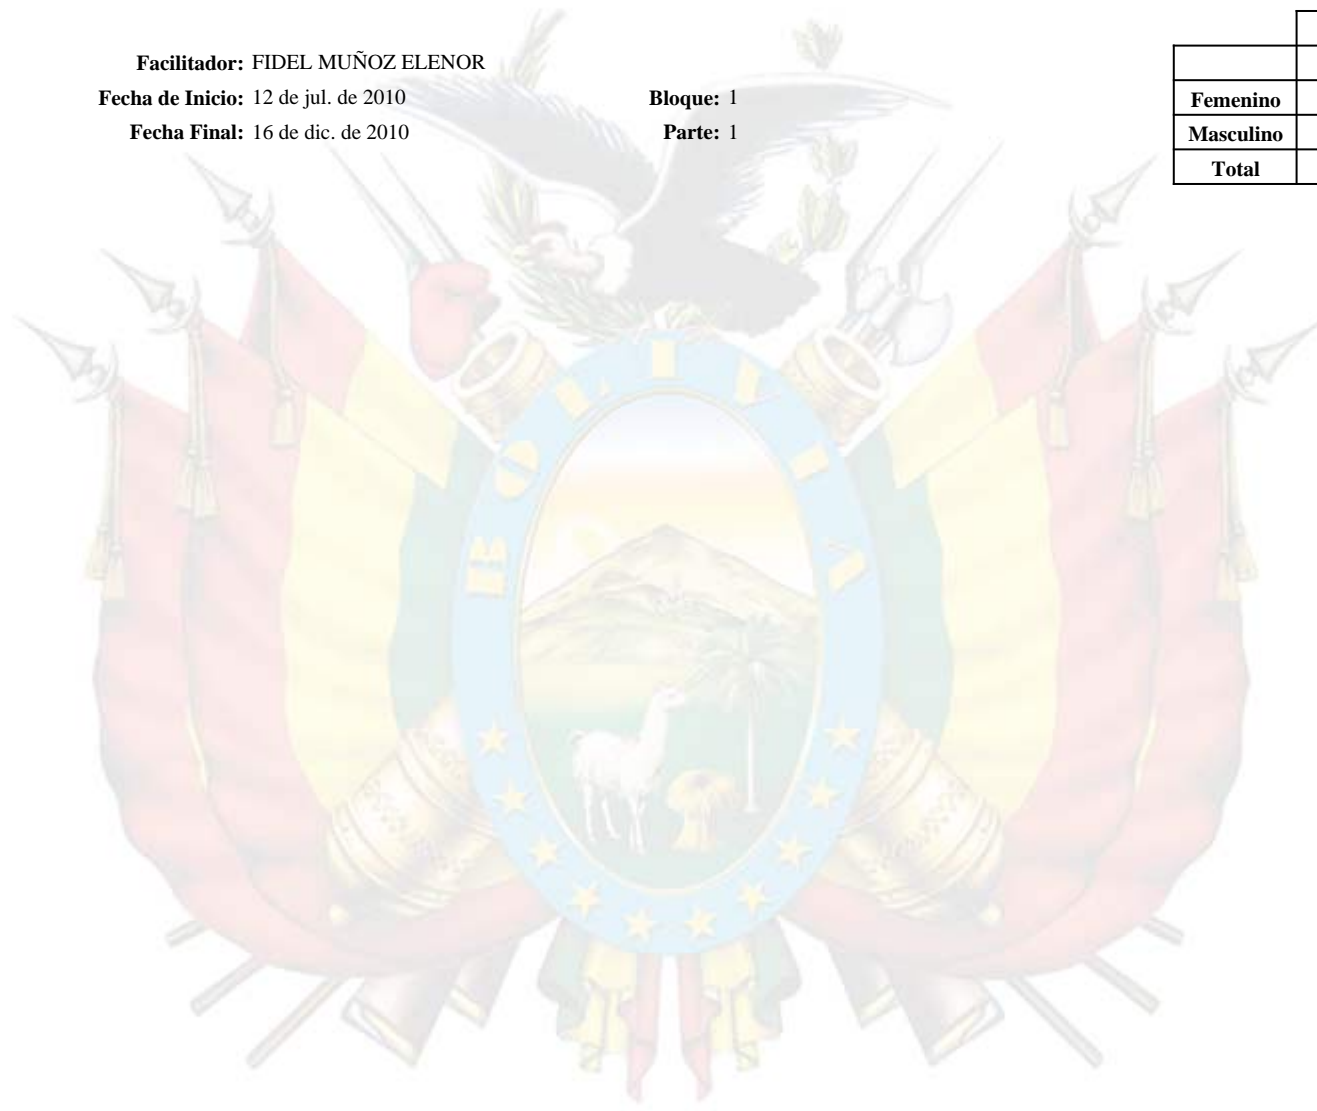 Facilitador: FIDEL MUÑOZ ELENOR
Fecha de Inicio: 12 de jul. de 2010 Bloque: 1
Fecha Final: 16 de dic. de 2010 Parte: 1
Femenino
Masculino
Total
BOLIVIA